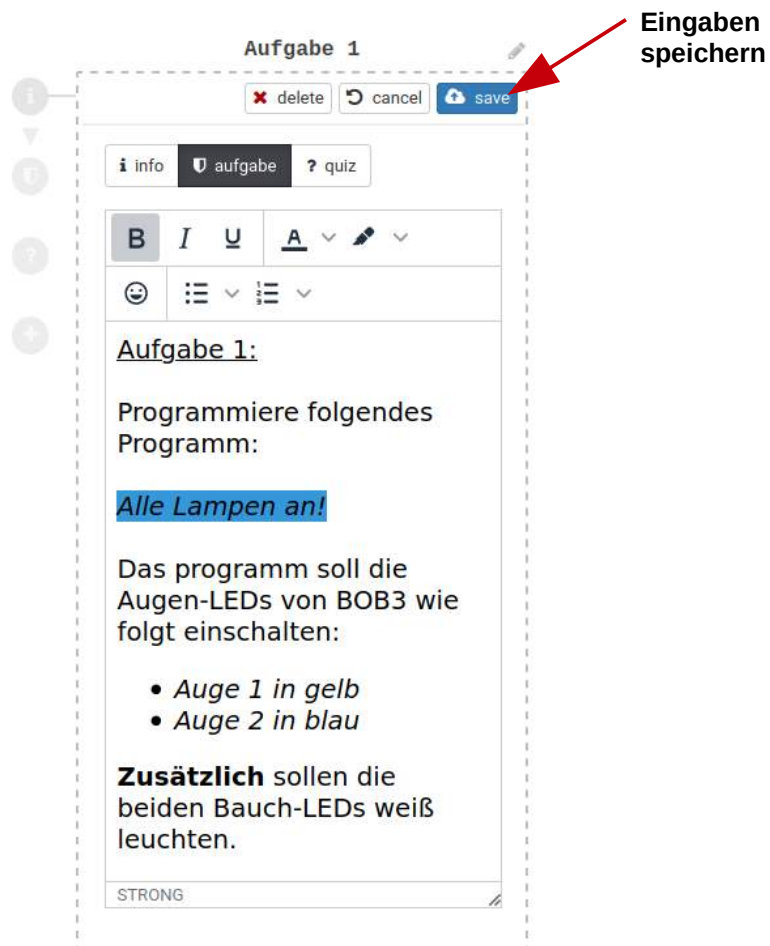 Eingaben
speichern
Aufgabe 1
delete cancel save
info aufgabe ? quiz
B I U A
Aufgabe 1:
Programmiere folgendes
Programm:
Alle Lampen an!
Das programm soll die
Augen-LEDs von BOB3 wie
folgt einschalten:
• Auge 1 in gelb
• Auge 2 in blau
Zusätzlich sollen die
beiden Bauch-LEDs weiß
leuchten.
STRONG